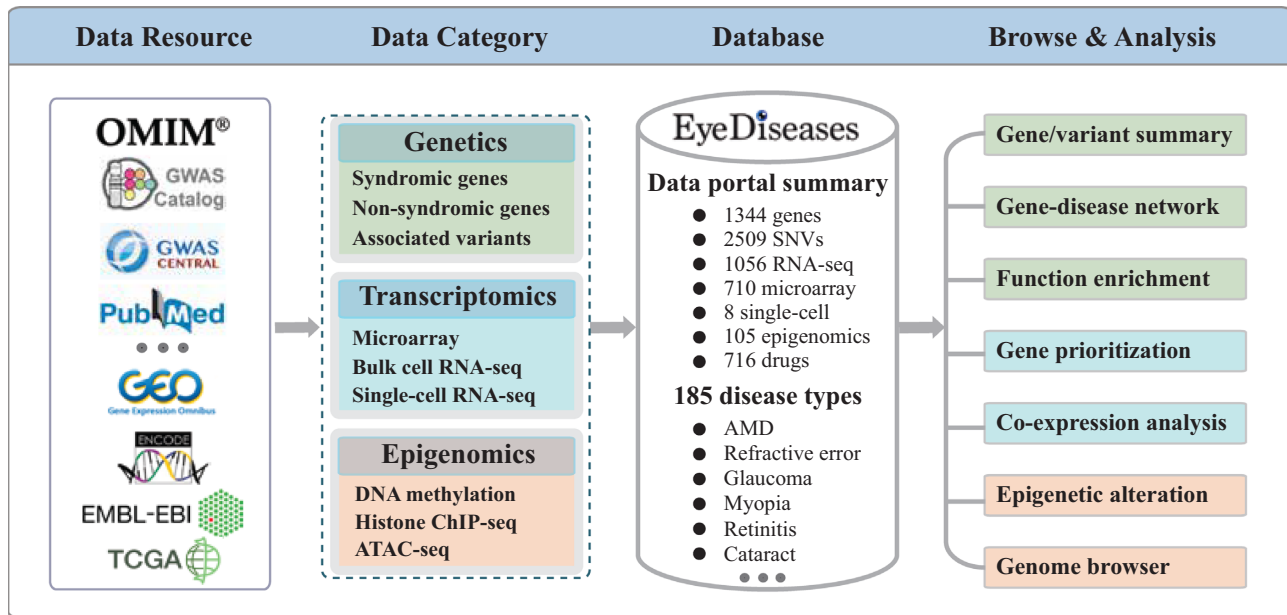 Data Resource
Data Category
Database
Browse & Analysis
OMIM®
GWAS
Catalog
GWAS
CENTRAL
PubMed
GEO
Gene Expression Omnibus
ENCODE
EMBL-EBI
TCGA
Genetics
Syndromic genes
Non-syndromic genes
Associated variants
Transcriptomics
Microarray
Bulk cell RNA-seq
Single-cell RNA-seq
Epigenomics
DNA methylation
Histone ChIP-seq
ATAC-seq
EyeDiseases
Data portal summary
● 1344 genes
● 2509 SNVs
● 1056 RNA-seq
● 710 microarray
● 8 single-cell
● 105 epigenomics
● 716 drugs
185 disease types
● AMD
● Refractive error
● Glaucoma
● Myopia
● Retinitis
● Cataract
Gene/variant summary
Gene-disease network
Function enrichment
Gene prioritization
Co-expression analysis
Epigenetic alteration
Genome browser